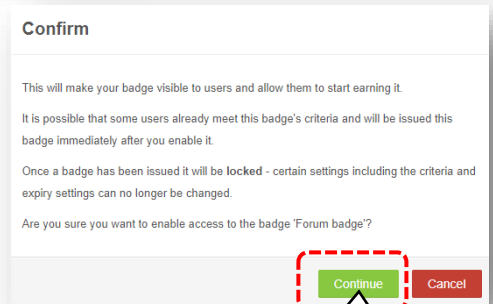 Confirm
This will make your badge visible to users and allow them to start earning it.
It is possible that some users already meet this badge's criteria and will be issued this
badge immediately after you enable it.
Once a badge has been issued it will be locked - certain settings including the criteria and
expiry settings can no longer be changed.
Are you sure you want to enable access to the badge 'Forum badge'?
Continue
Cancel